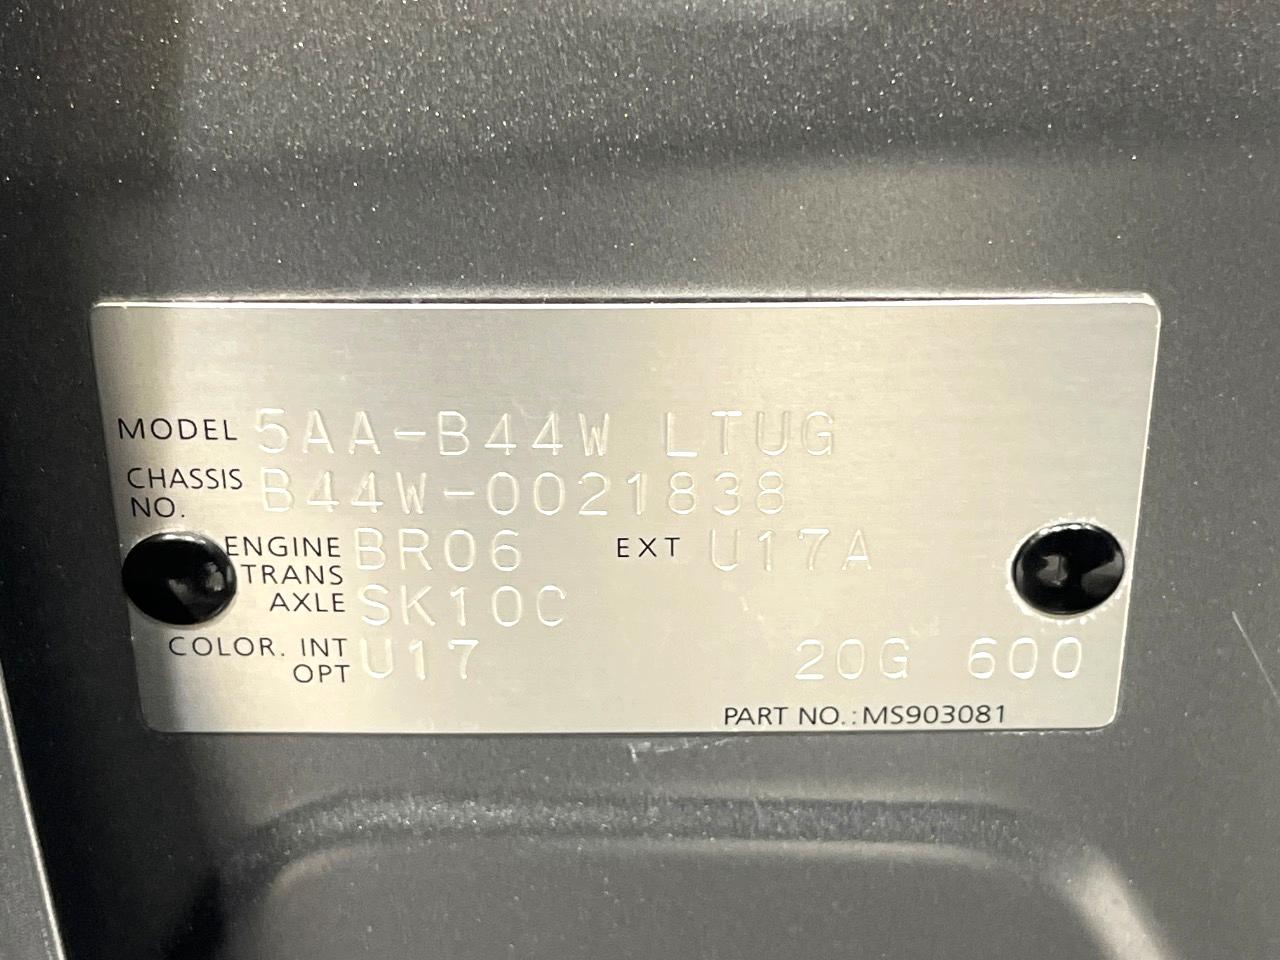 MODEL 5AA-B44W LTUG
CHASSIS NO. B44W-0021838
ENGINE BR06 EXT U17A
TRANS AXLE SK10C
COLOR. INT OPT U17 20G 600
PART NO.: MS903081